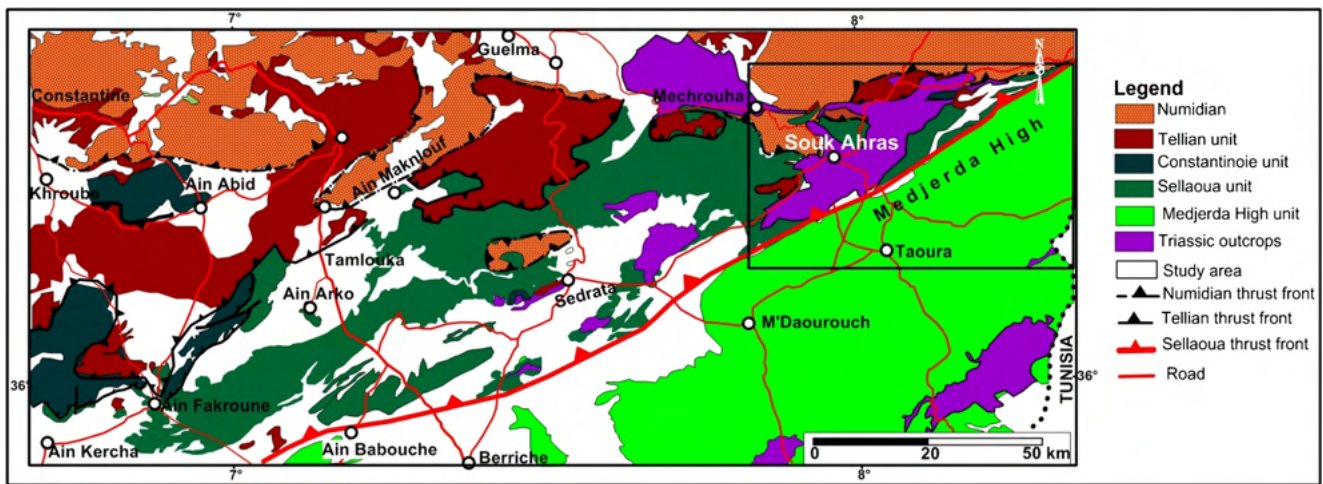 7°
8°
Guelma
N
Constantine
Mechrouha
Souk Ahras
Ain Maknlouf
Ain Abid
Khroube
Medjerda High
Taoura
Tamlouka
Ain Arko
Sedrata
M'Daourouch
36°
36°
TUNISIA
Ain Fakroune
Ain Kercha
Ain Babouche
Berriche
0 20 50 km
7°
8°
Legend
Numidian
Tellian unit
Constantinoie unit
Sellaoua unit
Medjerda High unit
Triassic outcrops
Study area
Numidian thrust front
Tellian thrust front
Sellaoua thrust front
Road